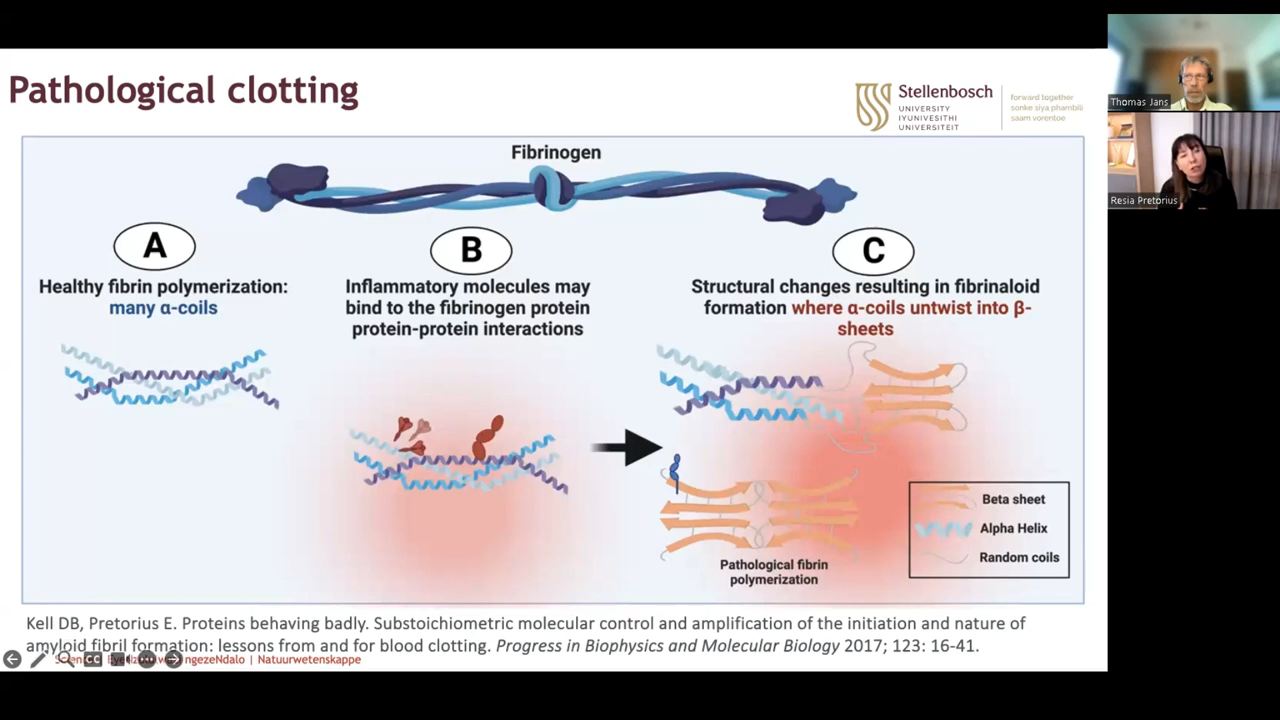 Pathological clotting
Stellenbosch
UNIVERSITY
IYUNIVESITHI
UNIVERSITEIT
forward together
sonke siya phambili
saam vorentoe
Thomas Jans
Resia Pretorius
Fibrinogen
A
Healthy fibrin polymerization:
many α-coils
B
Inflammatory molecules may
bind to the fibrinogen protein
protein-protein interactions
C
Structural changes resulting in fibrinaloid
formation where α-coils untwist into β-
sheets
Pathological fibrin
polymerization
Beta sheet
Alpha Helix
Random coils
Kell DB, Pretorius E. Proteins behaving badly. Substoichiometric molecular control and amplification of the initiation and nature of
amyloid fibril formation: lessons from and for blood clotting. Progress in Biophysics and Molecular Biology 2017; 123: 16-41.
CC
| Natuurwetenskappe